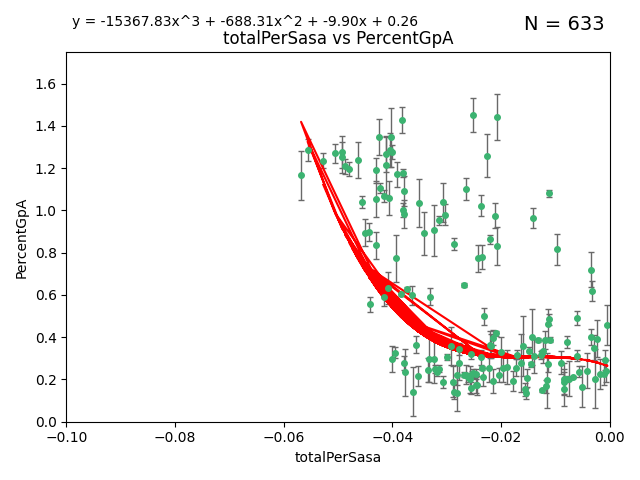 y = -15367.83x^3 + -688.31x^2 + -9.90x + 0.26
N = 633
totalPerSasa vs PercentGpA
PercentGpA
1.6
1.4
1.2
1.0
0.8
0.6
0.4
0.2
0.0
−0.10 −0.08 −0.06 −0.04 −0.02 0.00
totalPerSasa